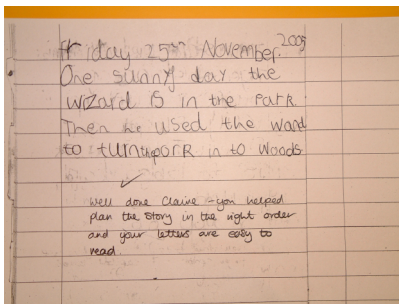 Friday 25th November. 2005
One sunny day the
wizard is in the Park.
Then he used the wand
to turn the porR in to woods
well done Claire - you helped
plan the story in the right order
and your letters are easy to
read.